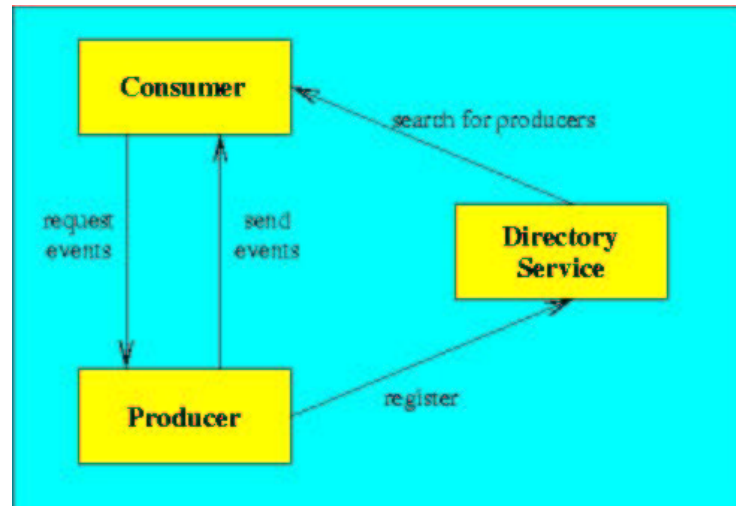 Consumer
search for producers
request
events
send
events
Directory
Service
Producer
register